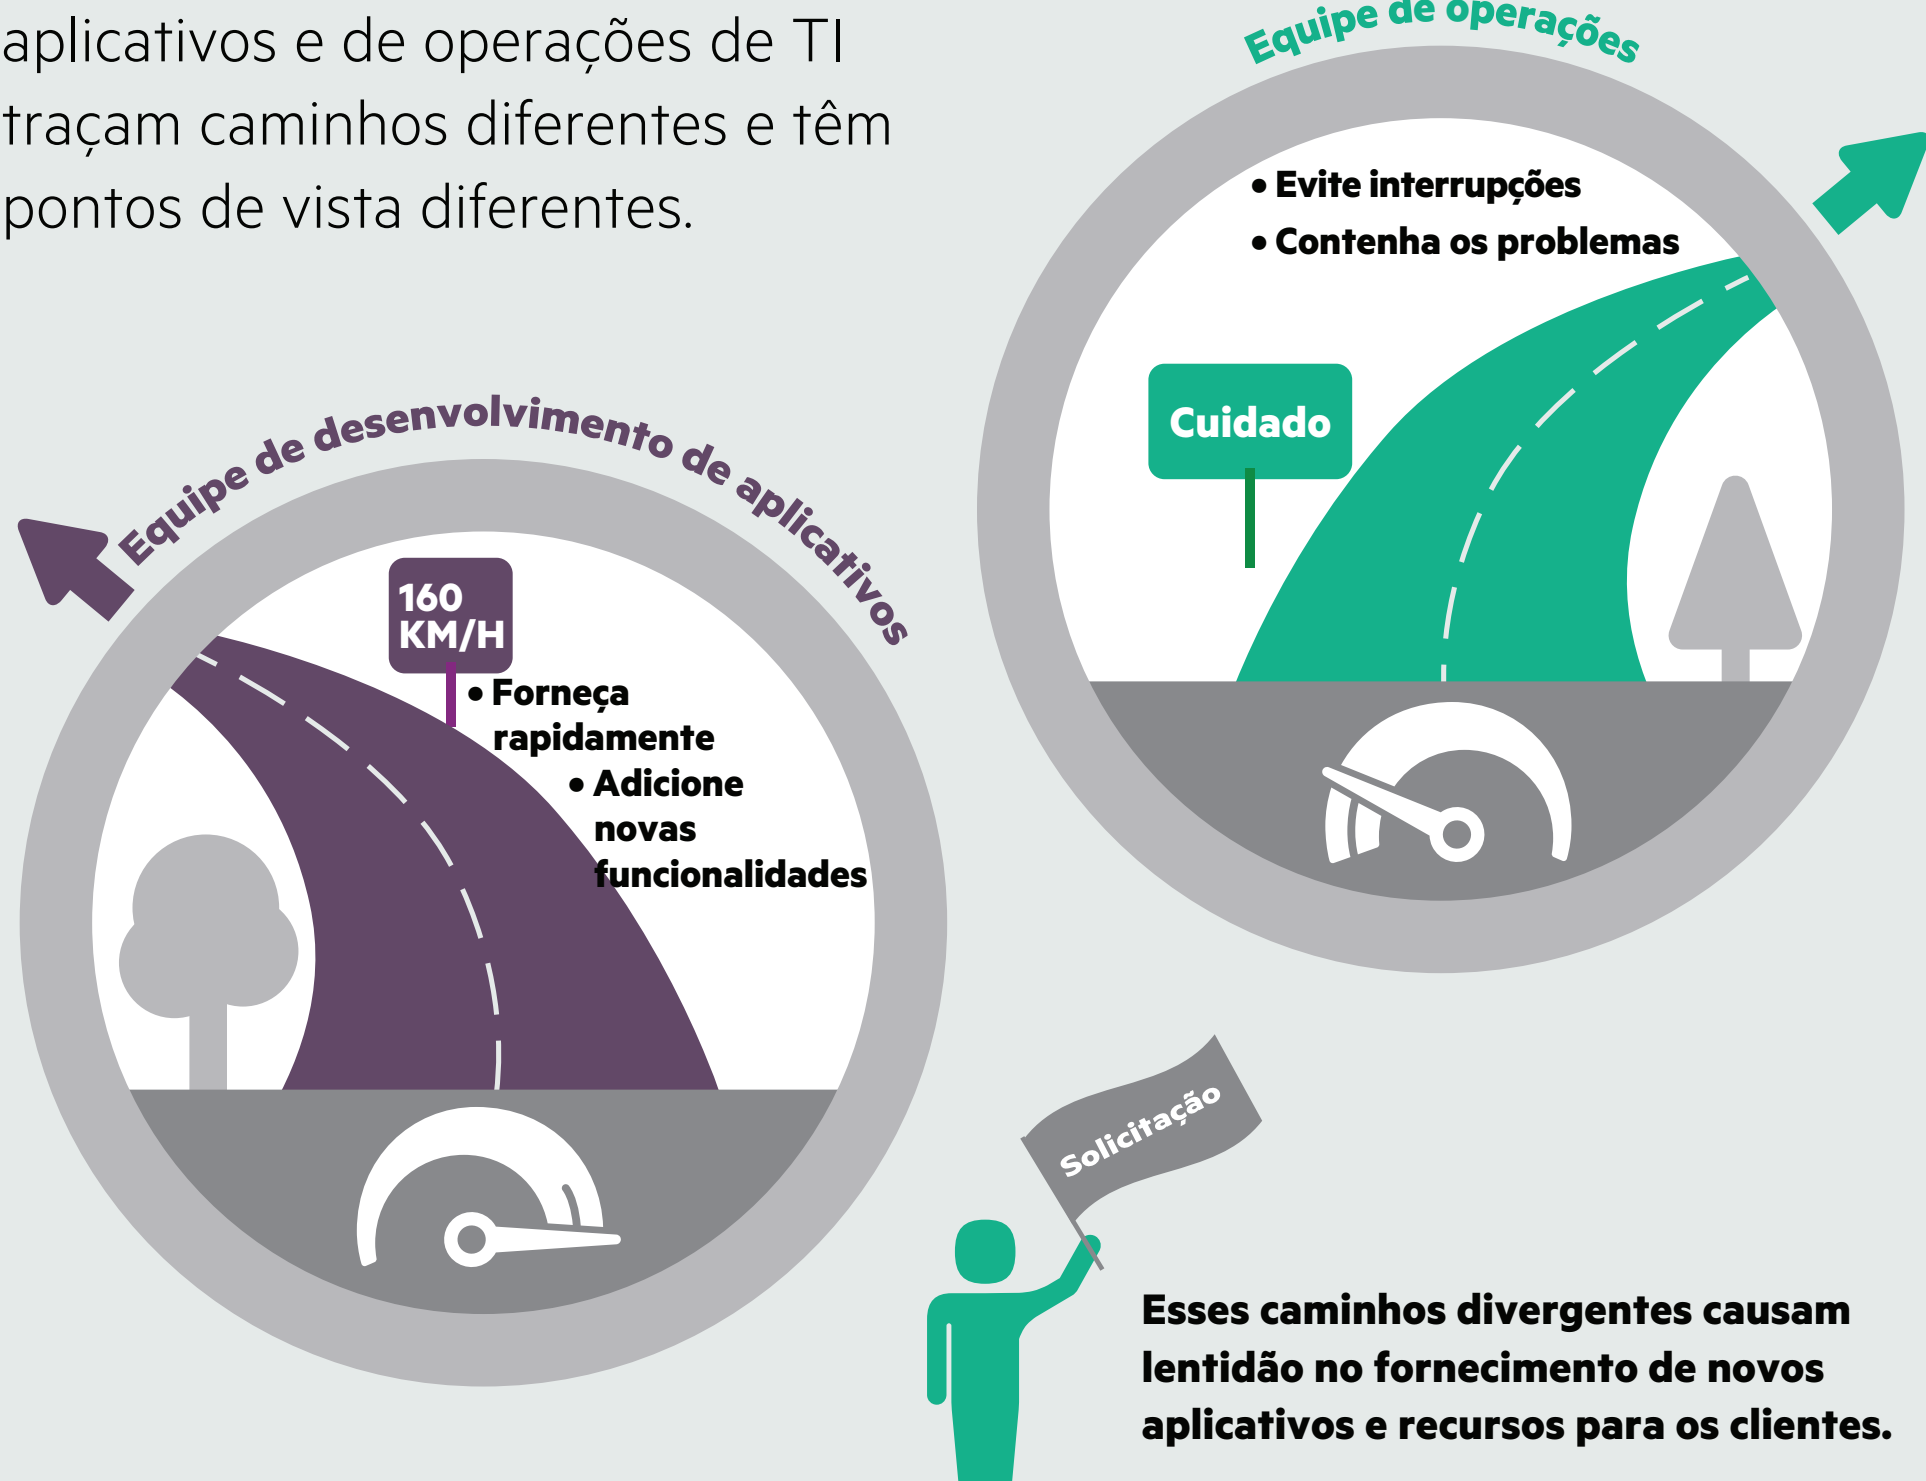 aplicativos e de operações de TI
traçam caminhos diferentes e têm
pontos de vista diferentes.
Equipe de operações
• Evite interrupções
• Contenha os problemas
Cuidado
Equipe de desenvolvimento de aplicativos
160
KM/H
• Forneça
rapidamente
• Adicione
novas
funcionalidades
Solicitação
Esses caminhos divergentes causam
lentidão no fornecimento de novos
aplicativos e recursos para os clientes.